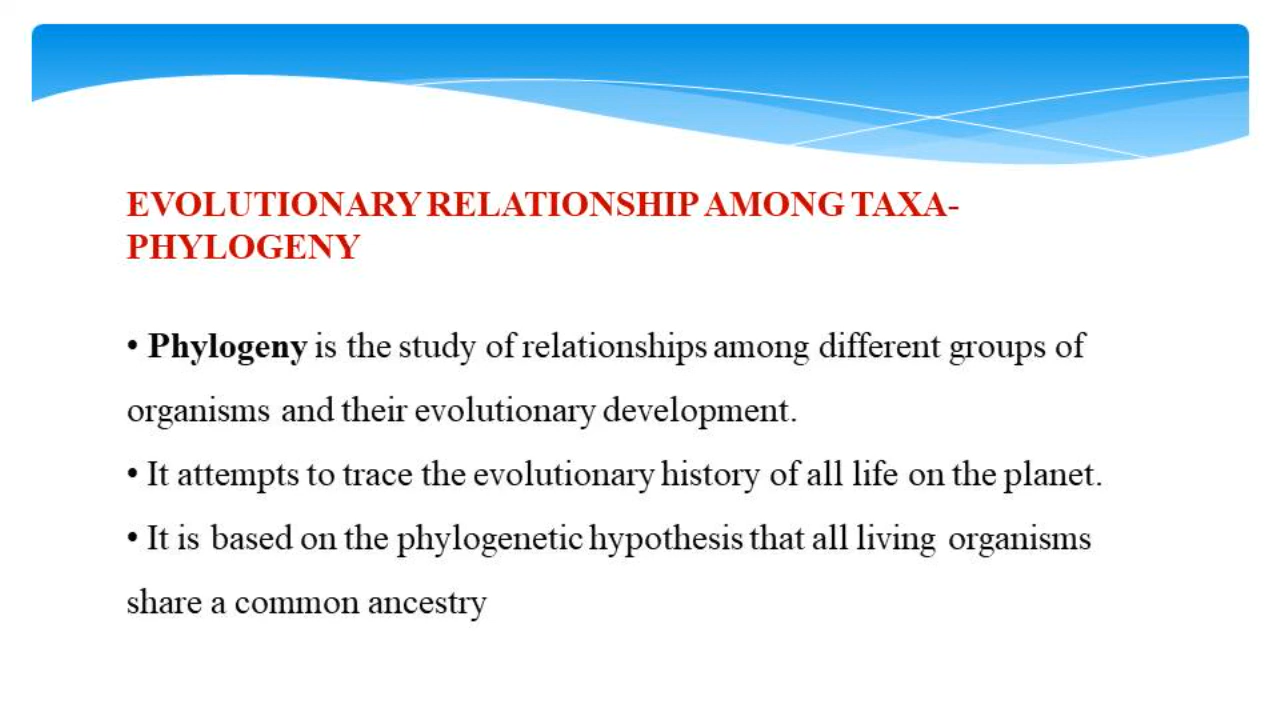 EVOLUTIONARY RELATIONSHIP AMONG TAXA-
PHYLOGENY
• Phylogeny is the study of relationships among different groups of
organisms and their evolutionary development.
• It attempts to trace the evolutionary history of all life on the planet.
• It is based on the phylogenetic hypothesis that all living organisms
share a common ancestry